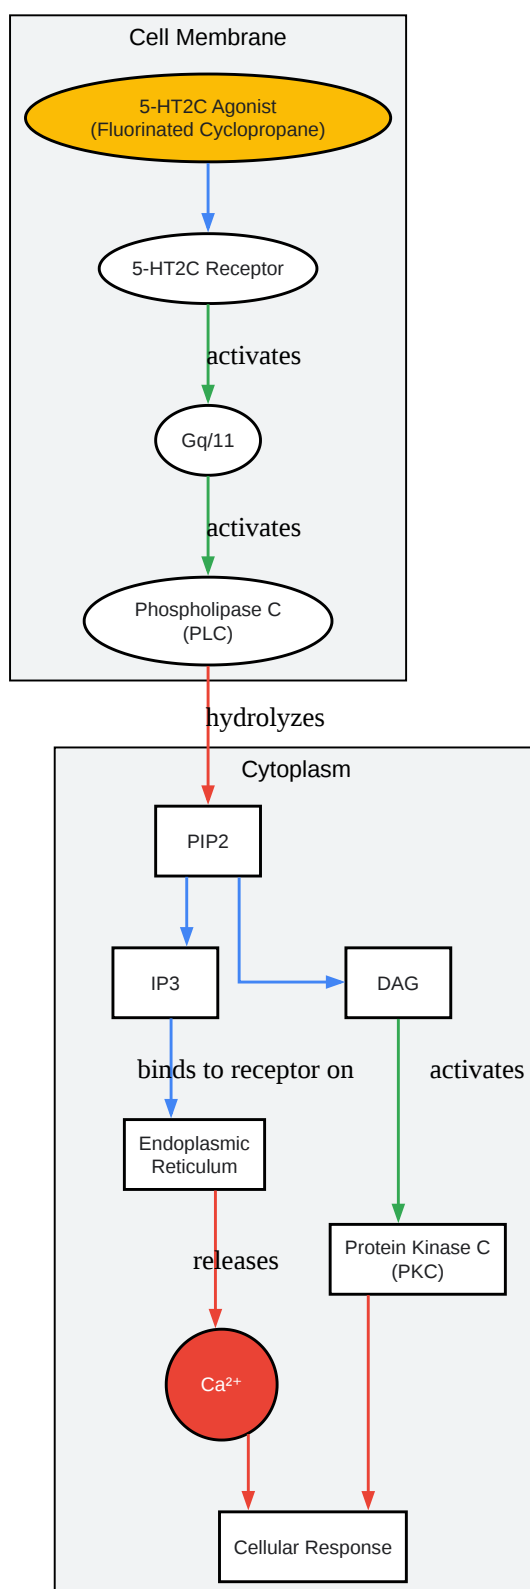 Cell Membrane
5-HT2C Agonist
(Fluorinated Cyclopropane)
5-HT2C Receptor
activates
Gq/11
activates
Phospholipase C
(PLC)
hydrolyzes
Cytoplasm
PIP2
IP3
DAG
binds to receptor on
activates
Endoplasmic
Reticulum
releases
Protein Kinase C
(PKC)
Ca²⁺
Cellular Response